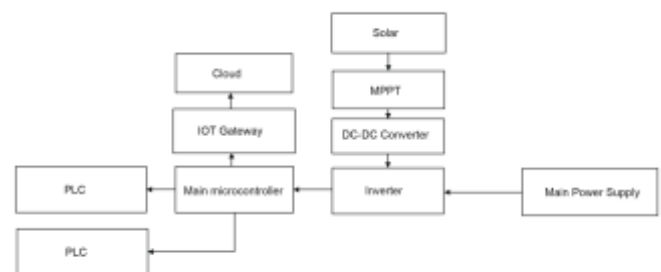 Solar
Cloud
MPPT
IOT Gateway
DC-DC Converter
PLC
Main microcontroller
Inverter
Main Power Supply
PLC